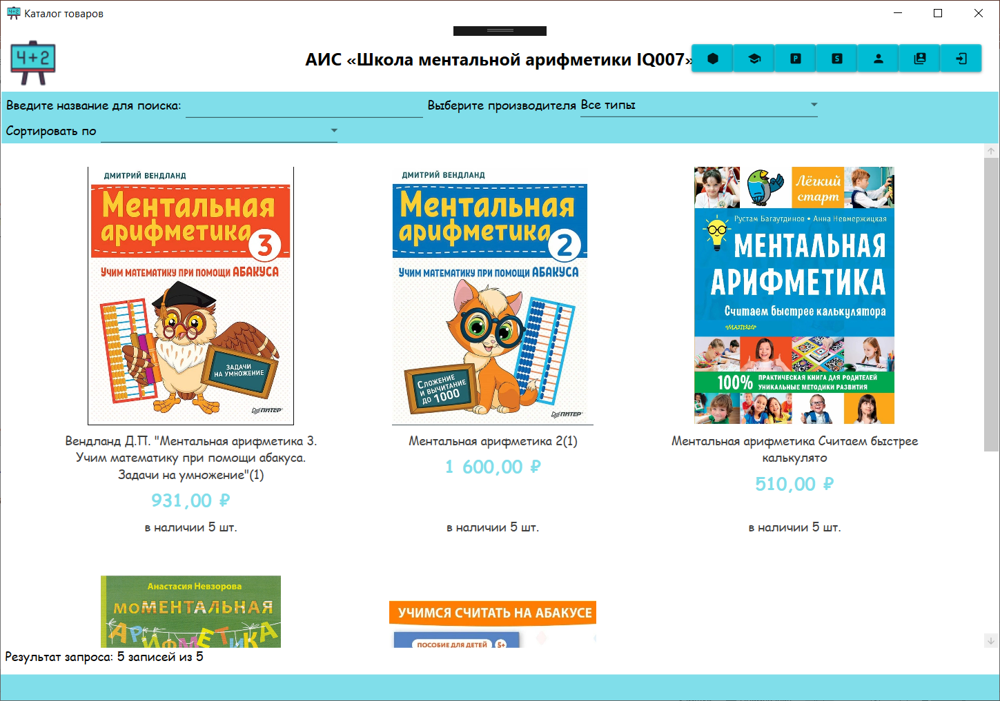 Каталог товаров
4+2
АИС «Школа ментальной арифметики IQ007»
P
S
Введите название для поиска:
Выберите производителя Все типы
Сортировать по
ДМИТРИЙ ВЕНДЛАНД
Ментальная
арифметика
3
Учим математику при помощи АБАКУСА
ЗАДАЧИ
НА УМНОЖЕНИЕ
ПИТЕР
Вендланд Д.П. "Ментальная арифметика 3.
Учим математику при помощи абакуса.
Задачи на умножение"(1)
931,00 ₽
в наличии 5 шт.
ДМИТРИЙ ВЕНДЛАНД
Ментальная
арифметика
2
Учим математику при помощи АБАКУСА
Сложение
и вычитание
до 1000
ПИТЕР
Ментальная арифметика 2(1)
1 600,00 ₽
в наличии 5 шт.
Лёгкий
старт
Рустам Багаутдинов • Анна Невмержицкая
МЕНТАЛЬНАЯ
АРИФМЕТИКА
Считаем быстрее калькулятора
100% ПРАКТИЧЕСКАЯ КНИГА ДЛЯ РОДИТЕЛЕЙ
УНИКАЛЬНЫЕ МЕТОДИКИ РАЗВИТИЯ
Ментальная арифметика Считаем быстрее
калькулято
510,00 ₽
в наличии 5 шт.
Анастасия Невзорова
МОМЕНТАЛЬНАЯ
АРИФМЕТИКА
УЧИМСЯ СЧИТАТЬ НА АБАКУСЕ
ПОСОБИЕ ДЛЯ ДЕТЕЙ 5+
Результат запроса: 5 записей из 5